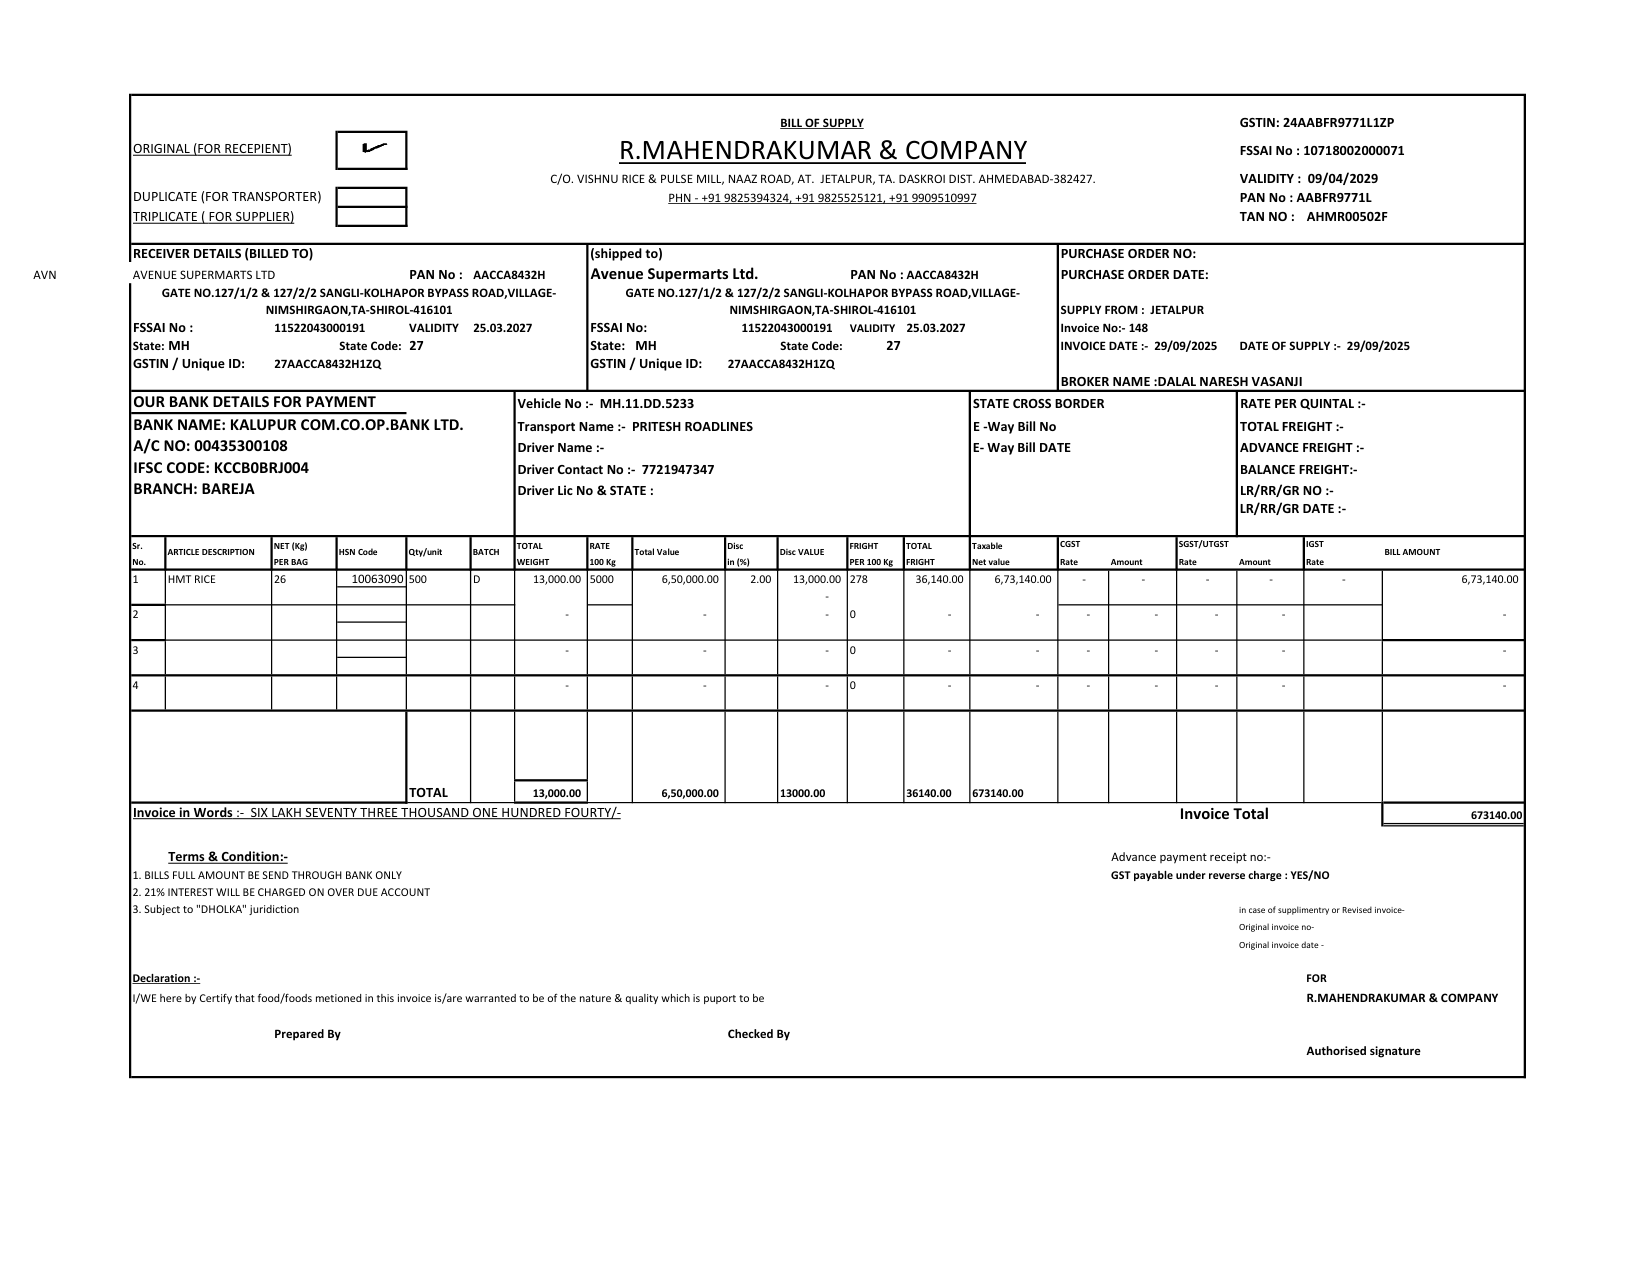 BILL OF SUPPLY
GSTIN: 24AABFR9771L1ZP
ORIGINAL (FOR RECEPIENT)
R.MAHENDRAKUMAR & COMPANY
FSSAI No : 10718002000071
C/O. VISHNU RICE & PULSE MILL, NAAZ ROAD, AT. JETALPUR, TA. DASKROI DIST. AHMEDABAD-382427.
VALIDITY : 09/04/2029
DUPLICATE (FOR TRANSPORTER)
PHN - +91 9825394324, +91 9825525121, +91 9909510997
PAN No : AABFR9771L
TRIPLICATE ( FOR SUPPLIER)
TAN NO : AHMR00502F
RECEIVER DETAILS (BILLED TO)
AVN
AVENUE SUPERMARTS LTD PAN No : AACCA8432H
GATE NO.127/1/2 & 127/2/2 SANGLI-KOLHAPOR BYPASS ROAD,VILLAGE-
NIMSHIRGAON,TA-SHIROL-416101
FSSAI No : 11522043000191 VALIDITY 25.03.2027
State: MH State Code: 27
GSTIN / Unique ID: 27AACCA8432H1ZQ
(shipped to)
Avenue Supermarts Ltd. PAN No : AACCA8432H
GATE NO.127/1/2 & 127/2/2 SANGLI-KOLHAPOR BYPASS ROAD,VILLAGE-
NIMSHIRGAON,TA-SHIROL-416101
FSSAI No: 11522043000191 VALIDITY 25.03.2027
State: MH State Code: 27
GSTIN / Unique ID: 27AACCA8432H1ZQ
PURCHASE ORDER NO:
PURCHASE ORDER DATE:
SUPPLY FROM : JETALPUR
Invoice No:- 148
INVOICE DATE :- 29/09/2025 DATE OF SUPPLY :- 29/09/2025
BROKER NAME :DALAL NARESH VASANJI
OUR BANK DETAILS FOR PAYMENT
BANK NAME: KALUPUR COM.CO.OP.BANK LTD.
A/C NO: 00435300108
IFSC CODE: KCCB0BRJ004
BRANCH: BAREJA
Vehicle No :- MH.11.DD.5233
Transport Name :- PRITESH ROADLINES
Driver Name :-
Driver Contact No :- 7721947347
Driver Lic No & STATE :
STATE CROSS BORDER
E -Way Bill No
E- Way Bill DATE
RATE PER QUINTAL :-
TOTAL FREIGHT :-
ADVANCE FREIGHT :-
BALANCE FREIGHT:-
LR/RR/GR NO :-
LR/RR/GR DATE :-
Sr. NET (Kg) TOTAL RATE Disc FRIGHT TOTAL Taxable CGST SGST/UTGST IGST
ARTICLE DESCRIPTION HSN Code Qty/unit BATCH Total Value Disc VALUE BILL AMOUNT
No. PER BAG WEIGHT 100 Kg in (%) PER 100 Kg FRIGHT Net value Rate Amount Rate Amount Rate
1 HMT RICE 26 10063090 500 D 13,000.00 5000 6,50,000.00 2.00 13,000.00 278 36,140.00 6,73,140.00 - - - - - 6,73,140.00
-
2 - - - 0 - - - - - - -
3 - - - 0 - - - - - - -
4 - - - 0 - - - - - - -
TOTAL 13,000.00 6,50,000.00 13000.00 36140.00 673140.00
Invoice in Words :- SIX LAKH SEVENTY THREE THOUSAND ONE HUNDRED FOURTY/- Invoice Total 673140.00
Terms & Condition:- Advance payment receipt no:-
1. BILLS FULL AMOUNT BE SEND THROUGH BANK ONLY GST payable under reverse charge : YES/NO
2. 21% INTEREST WILL BE CHARGED ON OVER DUE ACCOUNT
3. Subject to "DHOLKA" juridiction in case of supplimentry or Revised invoice-
Original invoice no-
Original invoice date -
Declaration :- FOR
I/WE here by Certify that food/foods metioned in this invoice is/are warranted to be of the nature & quality which is puport to be R.MAHENDRAKUMAR & COMPANY
Prepared By Checked By
Authorised signature